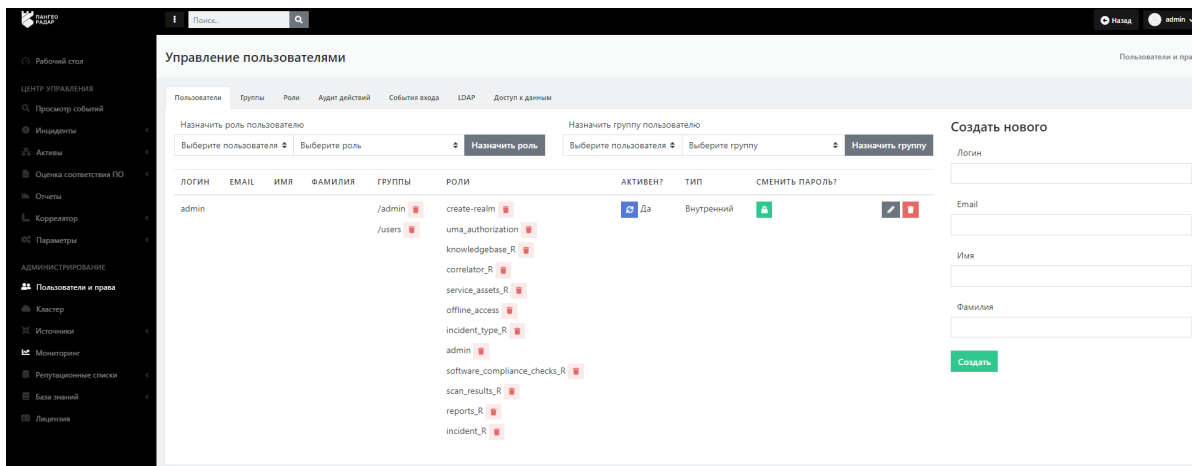 ПАНГЕО
РАДАР
Поиск..
Назад
admin
Рабочий стол
ЦЕНТР УПРАВЛЕНИЯ
Просмотр событий
Инциденты
Активы
Оценка соответствия ПО
Отчеты
Коррелятор
Параметры
АДМИНИСТРИРОВАНИЕ
Пользователи и права
Кластер
Источники
Мониторинг
Репутационные списки
База знаний
Лицензия
Управление пользователями
Пользователи и пра
Пользователи Группы Роли Аудит действий События входа LDAP Доступ к данным
Назначить роль пользователю
Выберите пользователя Выберите роль Назначить роль
Назначить группу пользователю
Выберите пользователя Выберите группу Назначить группу
ЛОГИН EMAIL ИМЯ ФАМИЛИЯ ГРУППЫ РОЛИ АКТИВЕН? ТИП СМЕНИТЬ ПАРОЛЬ?
admin /admin create-realm Да Внутренний
/users uma_authorization
knowledgebase_R
correlator_R
service_assets_R
offline_access
incident_type_R
admin
software_compliance_checks_R
scan_results_R
reports_R
incident_R
Создать нового
Логин
Email
Имя
Фамилия
Создать